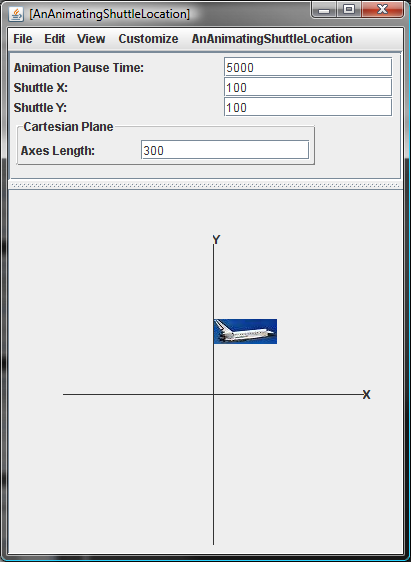 [AnAnimatingShuttleLocation]
File Edit View Customize AnAnimatingShuttleLocation
Animation Pause Time: 5000
Shuttle X: 100
Shuttle Y: 100
Cartesian Plane
Axes Length: 300
Y
X